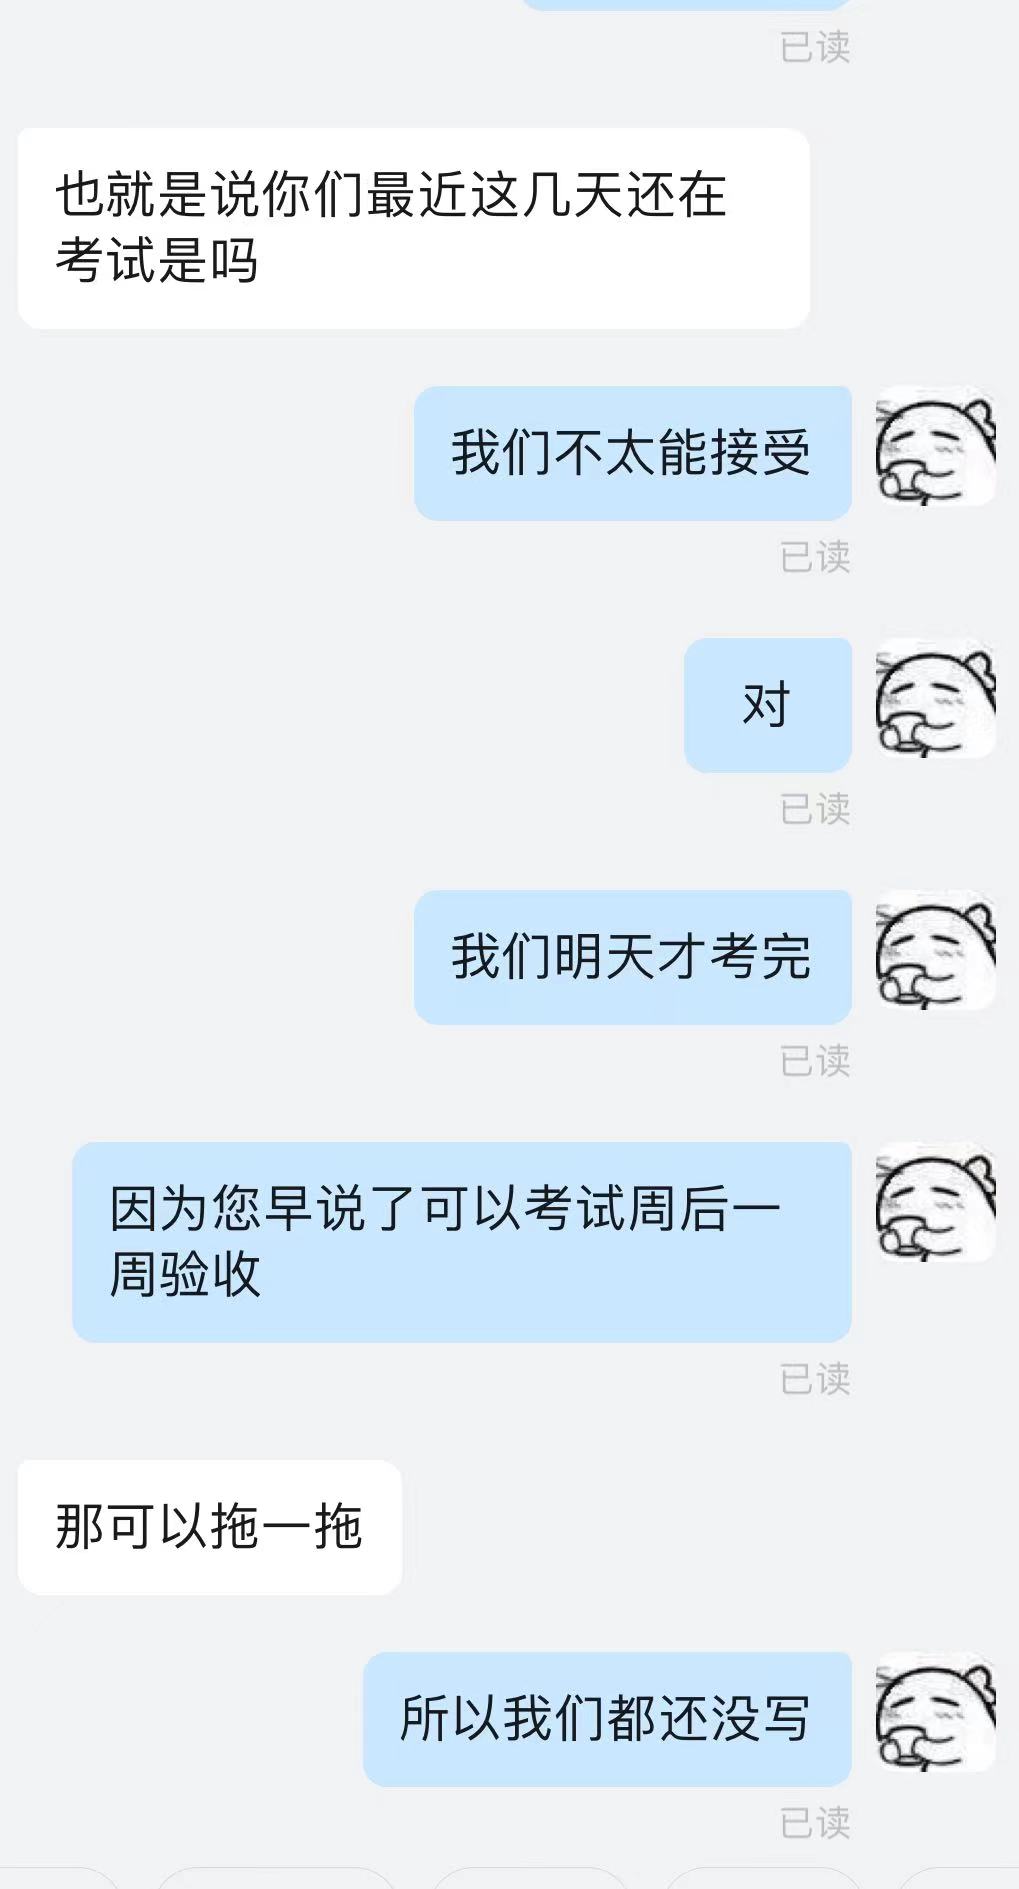 已读
也就是说你们最近这几天还在
考试是吗
我们不太能接受
已读
对
已读
我们明天才考完
已读
因为您早说了可以考试周后一
周验收
已读
那可以拖一拖
所以我们都还没写
已读